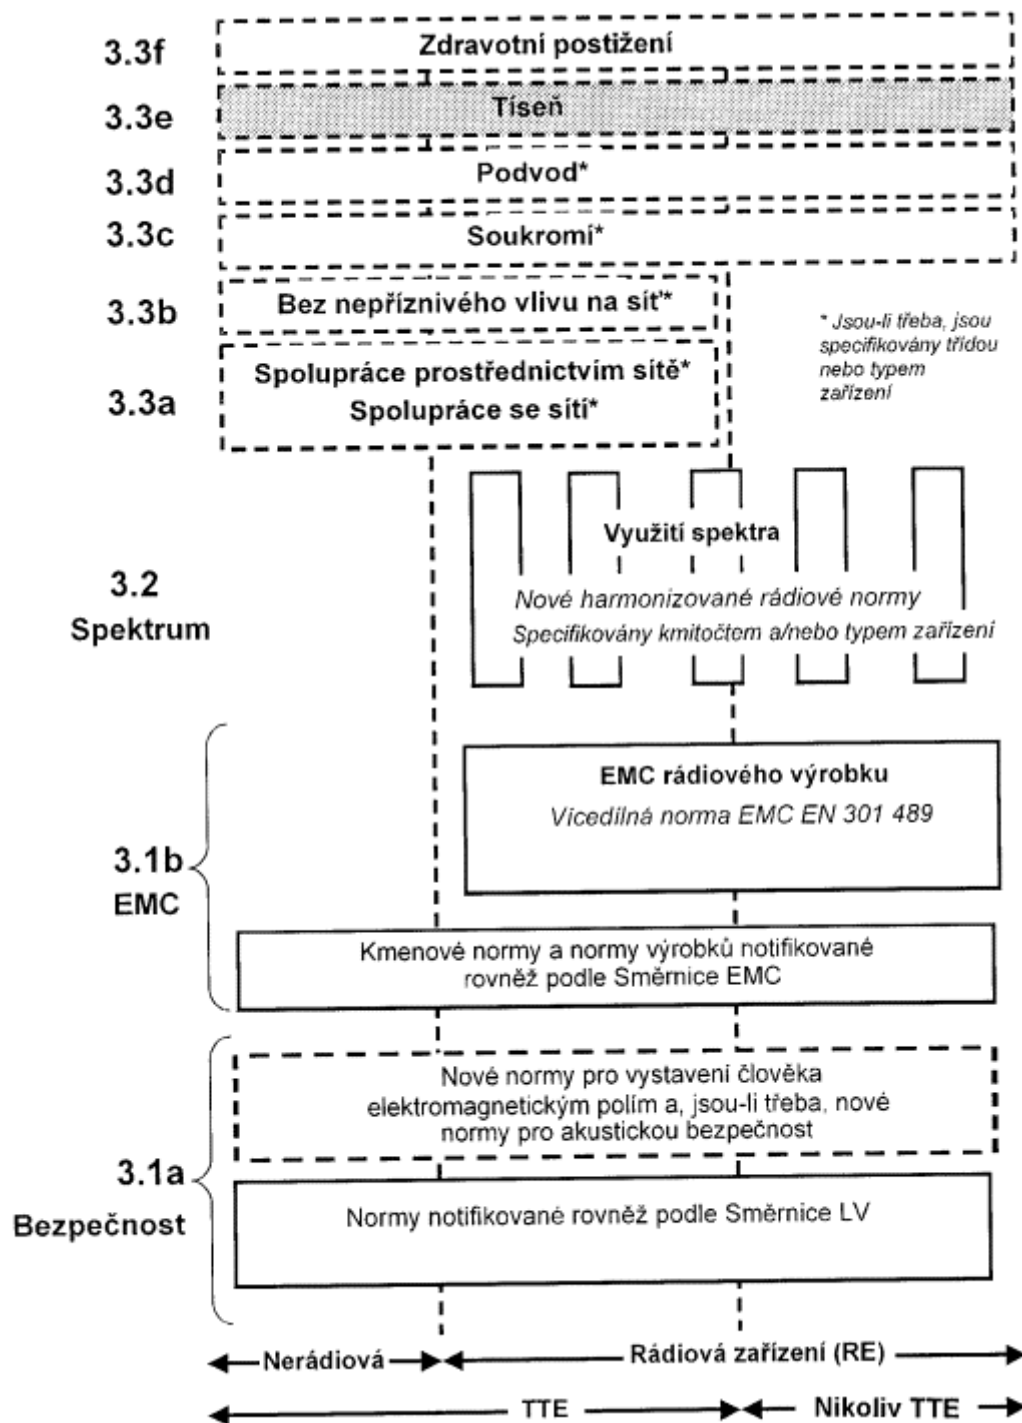 3.3f
Zdravotní postižení
3.3e
Tíseň
3.3d
Podvod*
3.3c
Soukromí*
3.3b
Bez nepříznivého vlivu na síť*
* Jsou-li třeba, jsou
specifikovány třídou
nebo typem
zařízení
3.3a
Spolupráce prostřednictvím sítě*
Spolupráce se sítí*
3.2
Spektrum
Využití spektra
Nové harmonizované rádiové normy
Specifikovány kmitočtem a/nebo typem zařízení
3.1b
EMC
EMC rádiového výrobku
Vícedílná norma EMC EN 301 489
Kmenové normy a normy výrobků notifikované
rovněž podle Směrnice EMC
3.1a
Bezpečnost
Nové normy pro vystavení člověka
elektromagnetickým polím a, jsou-li třeba, nové
normy pro akustickou bezpečnost
Normy notifikované rovněž podle Směrnice LV
Nerádiová
Rádiová zařízení (RE)
TTE
Nikoliv TTE